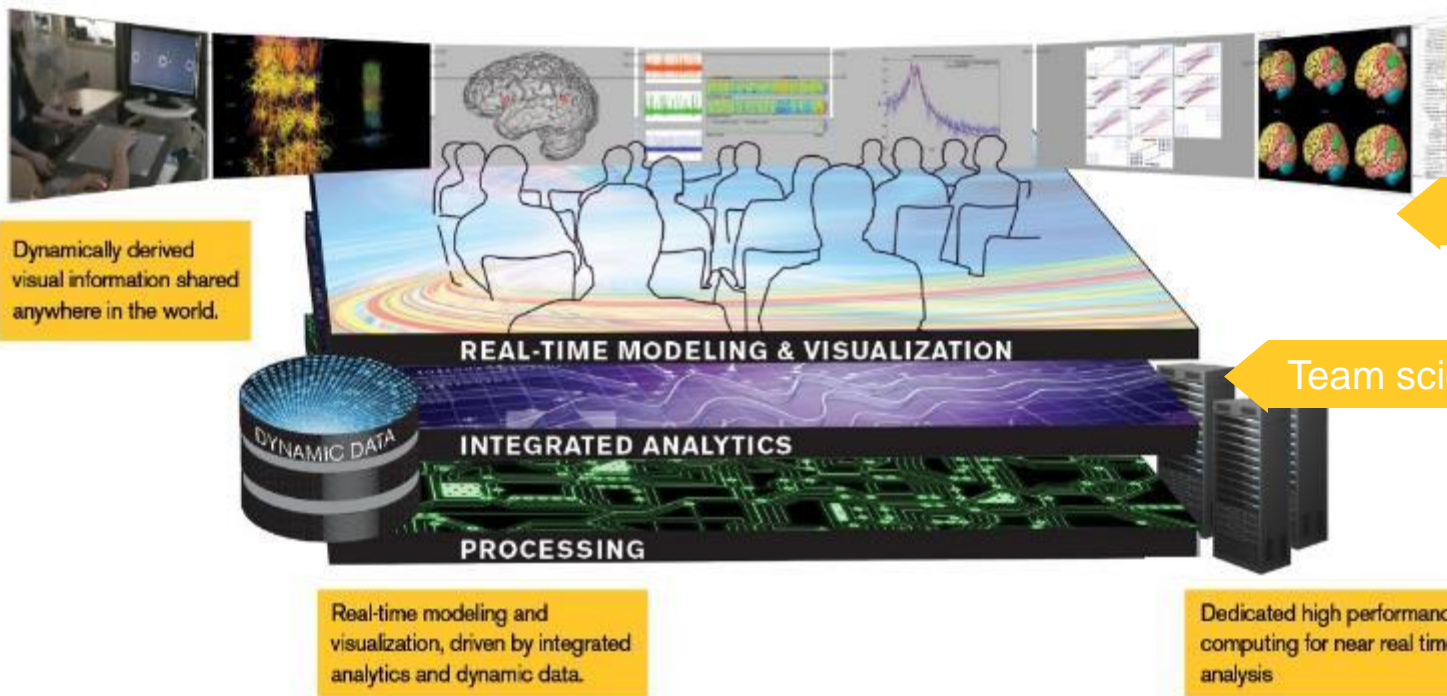 Dynamically derived
visual information shared
anywhere in the world.
REAL-TIME MODELING & VISUALIZATION
Team sci
DYNAMIC DATA
INTEGRATED ANALYTICS
PROCESSING
Real-time modeling and
visualization, driven by integrated
analytics and dynamic data.
Dedicated high performanc
computing for near real tim
analysis